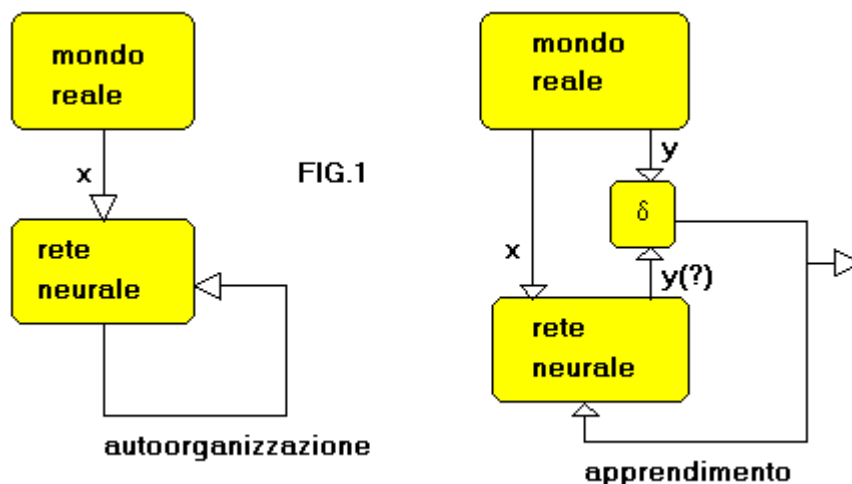 mondo
reale
x
rete
neurale
autoorganizzazione
FIG.1
mondo
reale
y
δ
x
y(?)
rete
neurale
apprendimento